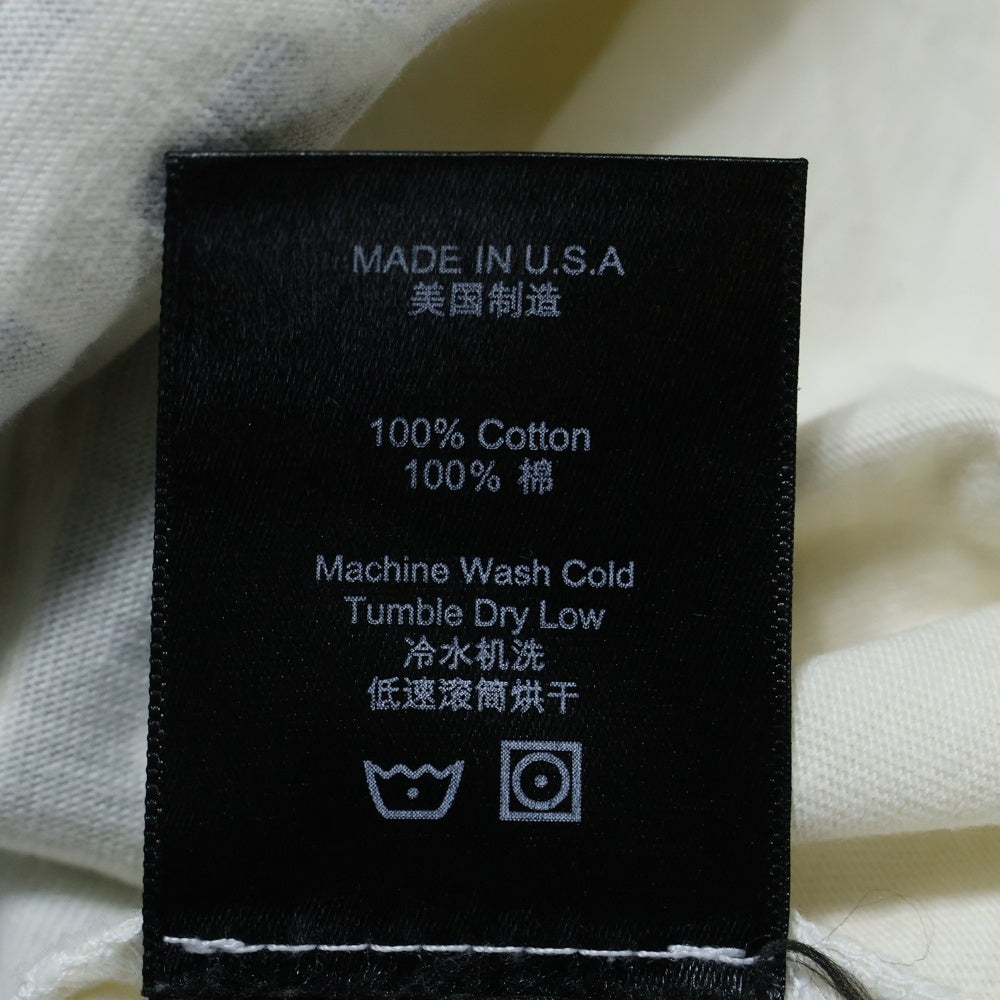 MADE IN U.S.A
美国制造
100% Cotton
100% 棉
Machine Wash Cold
Tumble Dry Low
冷水机洗
低速滚筒烘干